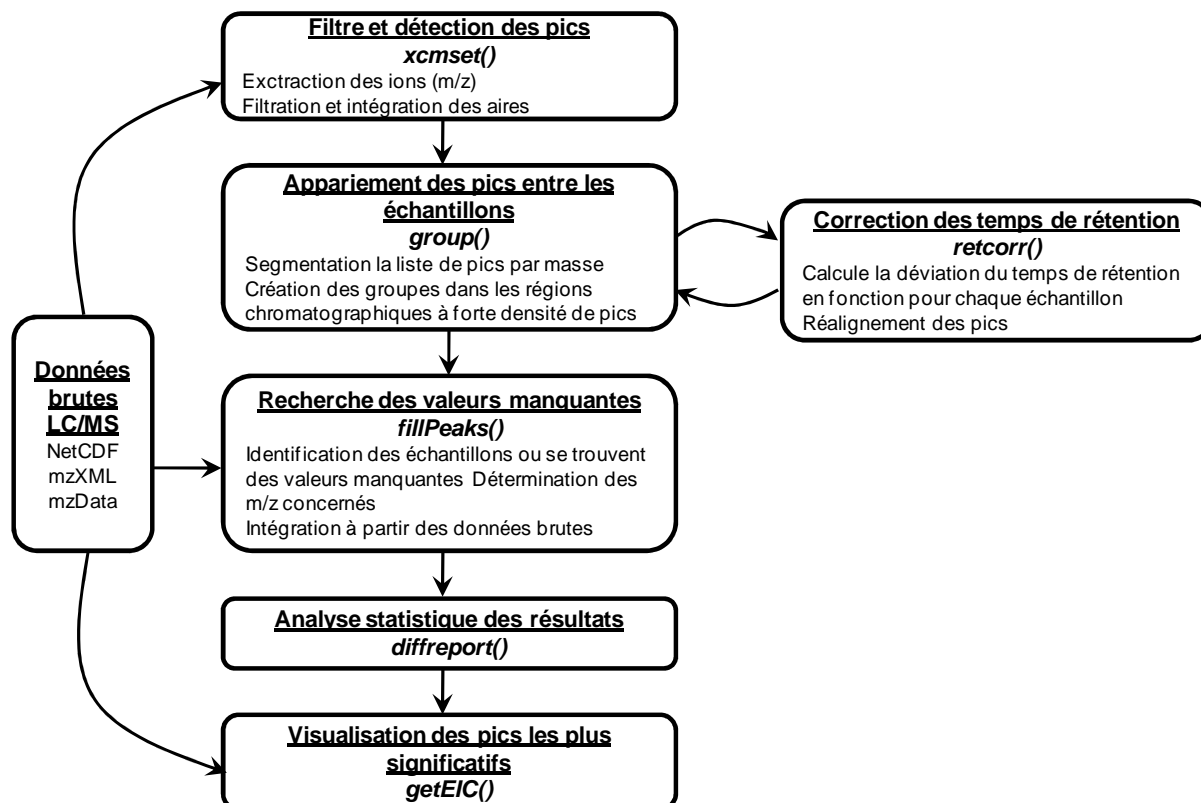 Filtre et détection des pics
xcmset()
Exctraction des ions (m/z)
Filtration et intégration des aires
Appariement des pics entre les
échantillons
group()
Segmentation la liste de pics par masse
Création des groupes dans les régions
chromatographiques à forte densité de pics
Correction des temps de rétention
retcorr()
Calcule la déviation du temps de rétention
en fonction pour chaque échantillon
Réalignement des pics
Données
brutes
LC/MS
NetCDF
mzXML
mzData
Recherche des valeurs manquantes
fillPeaks()
Identification des échantillons ou se trouvent
des valeurs manquantes Détermination des
m/z concernés
Intégration à partir des données brutes
Analyse statistique des résultats
diffreport()
Visualisation des pics les plus
significatifs
getEIC()